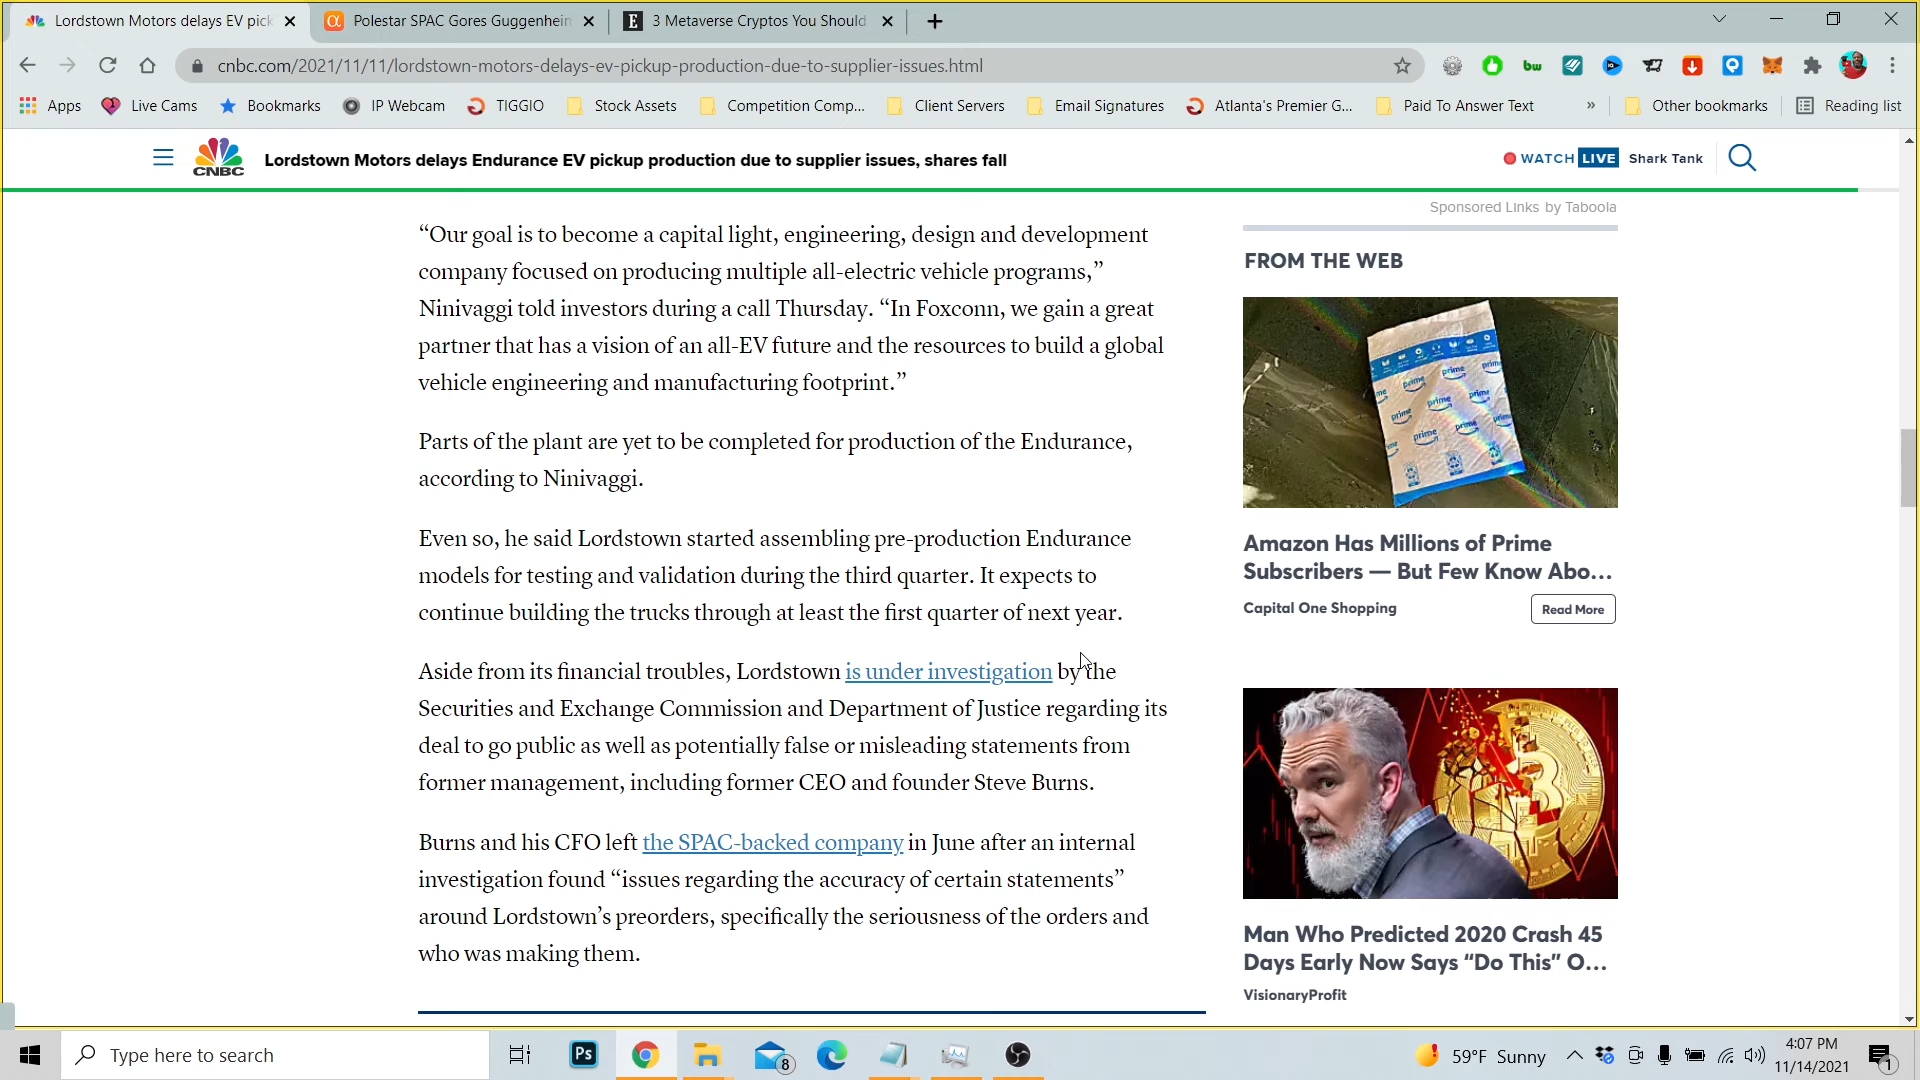 Lordstown Motors delays EV pick
Polestar SPAC Gores Guggenhein
3 Metaverse Cryptos You Should
cnbc.com/2021/11/11/lordstown-motors-delays-ev-pickup-production-due-to-supplier-issues.html
Apps
Live Cams
Bookmarks
IP Webcam
TIGGIO
Stock Assets
Competition Comp...
Client Servers
Email Signatures
Atlanta's Premier G...
Paid To Answer Text
»
Other bookmarks
Reading list
CNBC
Lordstown Motors delays Endurance EV pickup production due to supplier issues, shares fall
WATCH LIVE Shark Tank
“Our goal is to become a capital light, engineering, design and development
company focused on producing multiple all-electric vehicle programs,”
Ninivaggi told investors during a call Thursday. “In Foxconn, we gain a great
partner that has a vision of an all-EV future and the resources to build a global
vehicle engineering and manufacturing footprint.”
Parts of the plant are yet to be completed for production of the Endurance,
according to Ninivaggi.
Even so, he said Lordstown started assembling pre-production Endurance
models for testing and validation during the third quarter. It expects to
continue building the trucks through at least the first quarter of next year.
Aside from its financial troubles, Lordstown is under investigation by the
Securities and Exchange Commission and Department of Justice regarding its
deal to go public as well as potentially false or misleading statements from
former management, including former CEO and founder Steve Burns.
Burns and his CFO left the SPAC-backed company in June after an internal
investigation found “issues regarding the accuracy of certain statements”
around Lordstown’s preorders, specifically the seriousness of the orders and
who was making them.
Sponsored Links by Taboola
FROM THE WEB
prime
prime
prime
prime
prime
prime
prime
prime
Amazon Has Millions of Prime
Subscribers — But Few Know Abo...
Capital One Shopping
Read More
Man Who Predicted 2020 Crash 45
Days Early Now Says “Do This” O...
VisionaryProfit
Type here to search
Ps
8
59°F Sunny
4:07 PM
11/14/2021
1